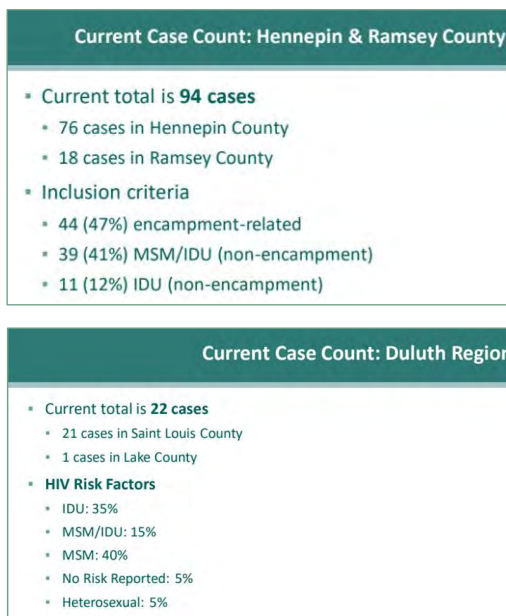 Current Case Count: Hennepin & Ramsey County
Current total is 94 cases
76 cases in Hennepin County
18 cases in Ramsey County
Inclusion criteria
44 (47%) encampment-related
39 (41%) MSM/IDU (non-encampment)
11 (12%) IDU (non-encampment)
Current Case Count: Duluth Region
Current total is 22 cases
21 cases in Saint Louis County
1 cases in Lake County
HIV Risk Factors
IDU: 35%
MSM/IDU: 15%
MSM: 40%
No Risk Reported: 5%
Heterosexual: 5%